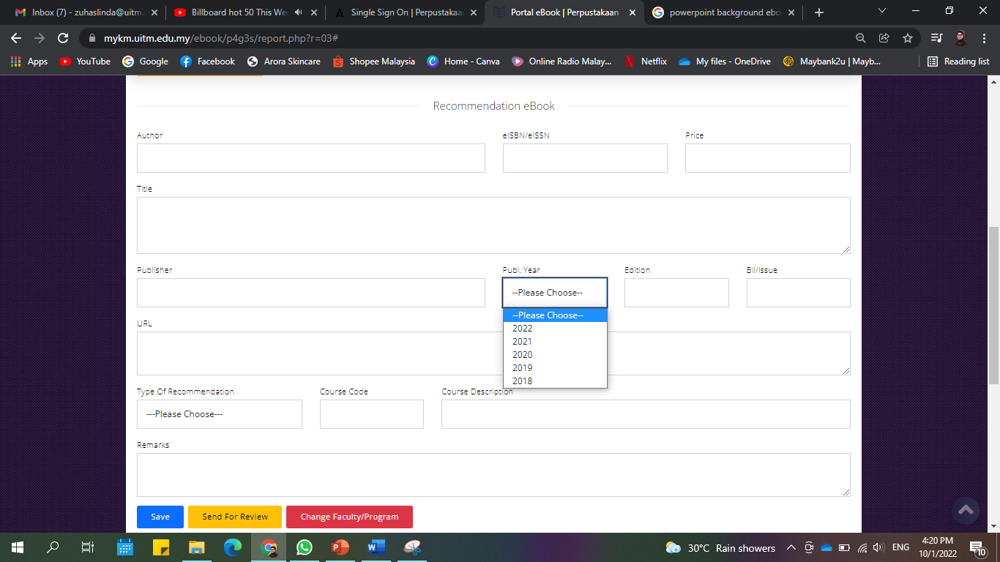 Inbox (7) - zuhaslinda@uitm.
Billboard hot 50 This We
Single Sign On | Perpustakaa
Portal eBook | Perpustakaan
powerpoint background ebo
mykm.uitm.edu.my/ebook/p4g3s/report.php?r=03#
Apps YouTube Google Facebook Arora Skincare Shopee Malaysia Home - Canva Online Radio Malay... Netflix My files - OneDrive Maybank2u | Mayb... Reading list
Recommendation eBook
Author eISBN/eISSN Price
Title
Publisher Publ. Year Edition Bil/Issue
--Please Choose--
--Please Choose--
2022
2021
2020
2019
2018
URL
Type Of Recommendation Course Code Course Description
---Please Choose---
Remarks
Save Send For Review Change Faculty/Program
30°C Rain showers ENG
4:20 PM
10/1/2022
10